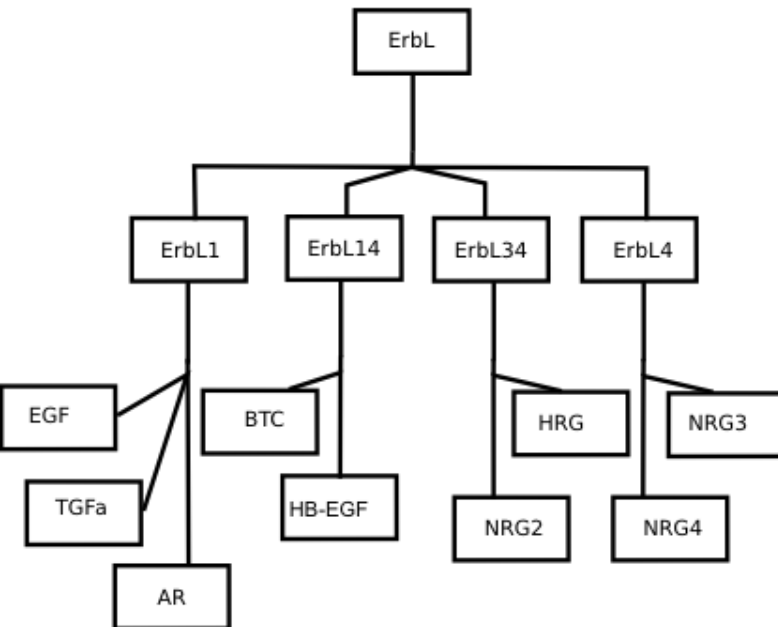 ErbL
ErbL1
ErbL14
ErbL34
ErbL4
EGF
BTC
HRG
NRG3
TGFa
HB-EGF
NRG2
NRG4
AR